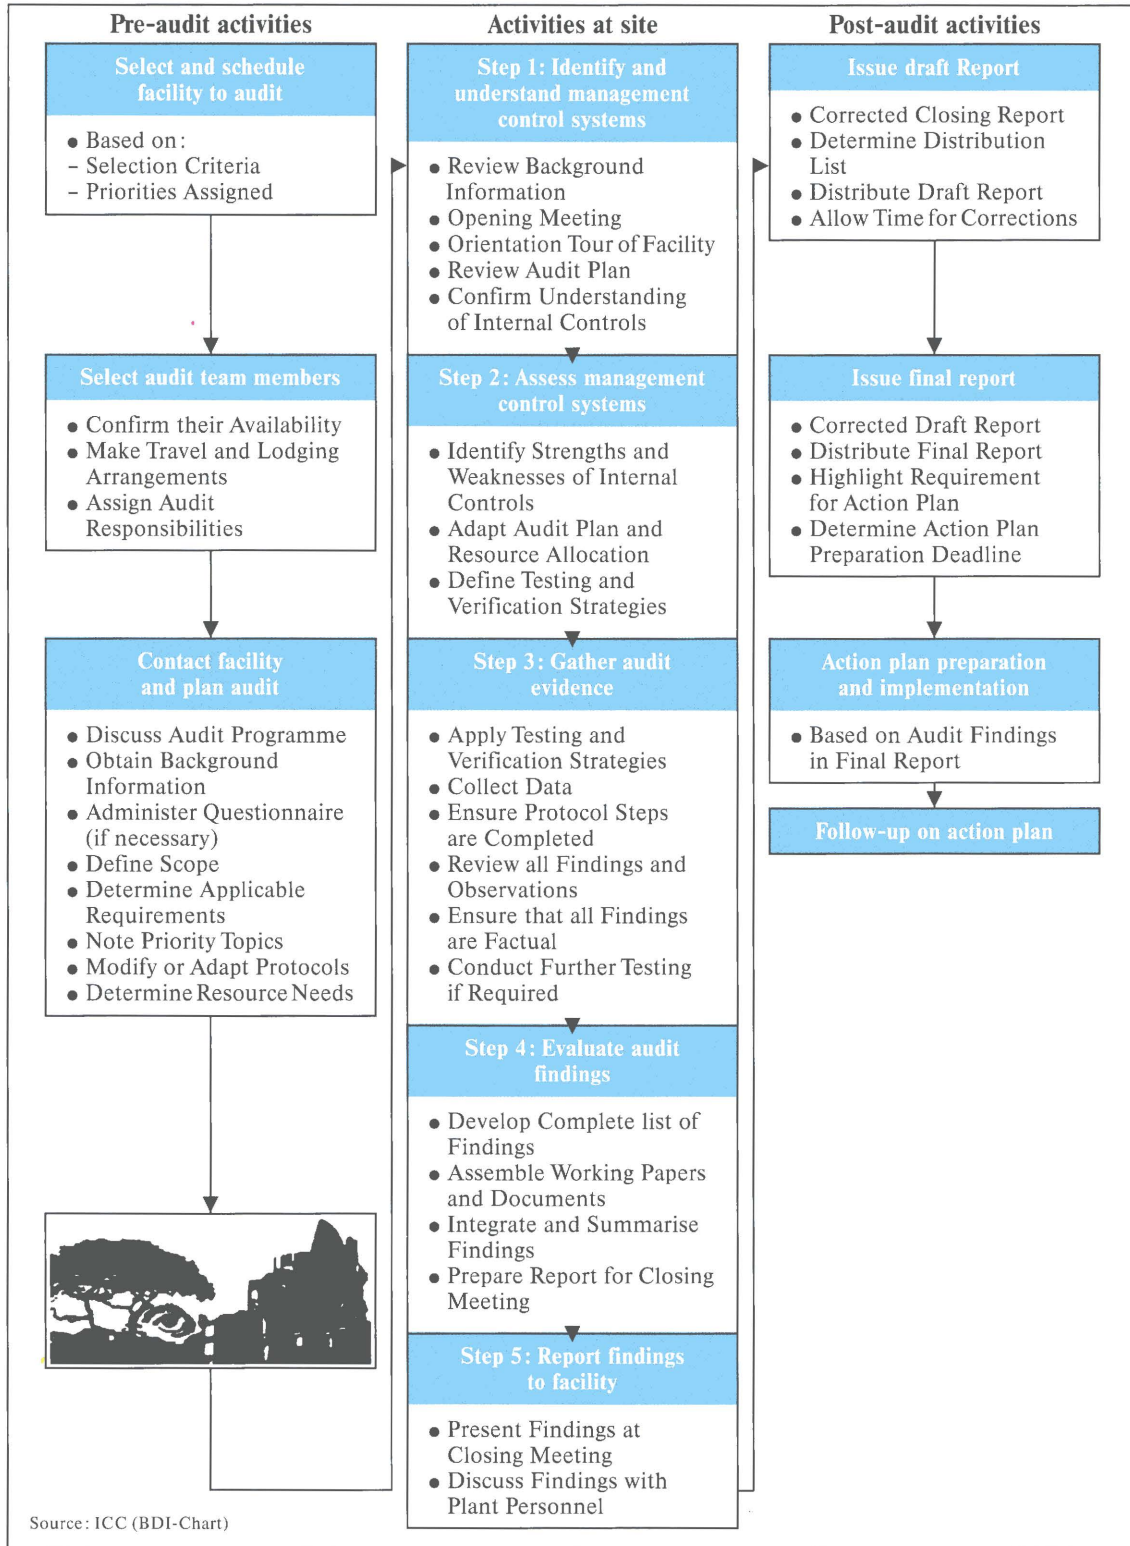 Pre-audit activities
Select and schedule
facility to audit
● Based on:
– Selection Criteria
– Priorities Assigned
Select audit team members
● Confirm their Availability
● Make Travel and Lodging
Arrangements
● Assign Audit
Responsibilities
Contact facility
and plan audit
● Discuss Audit Programme
● Obtain Background
Information
● Administer Questionnaire
(if necessary)
● Define Scope
● Determine Applicable
Requirements
● Note Priority Topics
● Modify or Adapt Protocols
● Determine Resource Needs
Activities at site
Step 1: Identify and
understand management
control systems
● Review Background
Information
● Opening Meeting
● Orientation Tour of Facility
● Review Audit Plan
● Confirm Understanding
of Internal Controls
Step 2: Assess management
control systems
● Identify Strengths and
Weaknesses of Internal
Controls
● Adapt Audit Plan and
Resource Allocation
● Define Testing and
Verification Strategies
Step 3: Gather audit
evidence
● Apply Testing and
Verification Strategies
● Collect Data
● Ensure Protocol Steps
are Completed
● Review all Findings and
Observations
● Ensure that all Findings
are Factual
● Conduct Further Testing
if Required
Step 4: Evaluate audit
findings
● Develop Complete list of
Findings
● Assemble Working Papers
and Documents
● Integrate and Summarise
Findings
● Prepare Report for Closing
Meeting
Step 5: Report findings
to facility
● Present Findings at
Closing Meeting
● Discuss Findings with
Plant Personnel
Post-audit activities
Issue draft Report
● Corrected Closing Report
● Determine Distribution
List
● Distribute Draft Report
● Allow Time for Corrections
Issue final report
● Corrected Draft Report
● Distribute Final Report
● Highlight Requirement
for Action Plan
● Determine Action Plan
Preparation Deadline
Action plan preparation
and implementation
● Based on Audit Findings
in Final Report
Follow-up on action plan
Source: ICC (BDI-Chart)